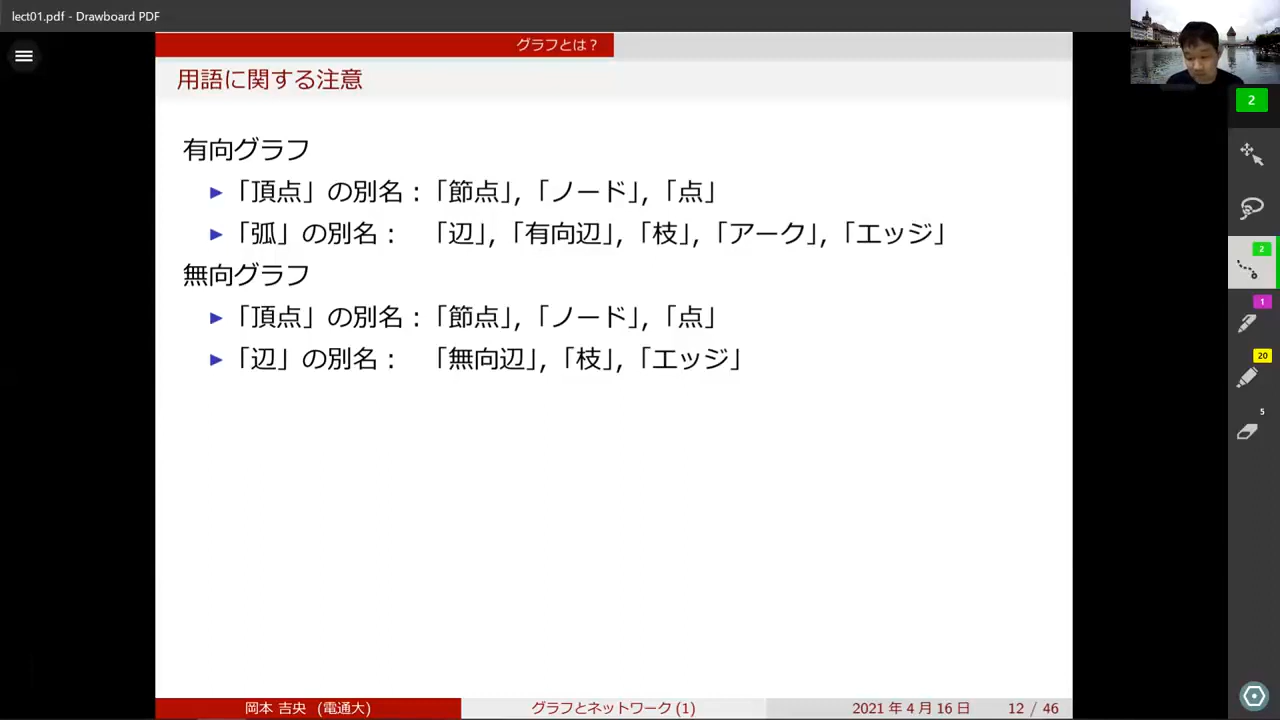 lect01.pdf - Drawboard PDF
グラフとは?
用語に関する注意
有向グラフ
▶「頂点」の別名:「節点」,「ノード」,「点」
▶「弧」の別名: 「辺」,「有向辺」,「枝」,「アーク」,「エッジ」
無向グラフ
▶「頂点」の別名:「節点」,「ノード」,「点」
▶「辺」の別名: 「無向辺」,「枝」,「エッジ」
2
2
1
20
5
岡本 吉央 (電通大) グラフとネットワーク (1) 2021 年 4 月 16 日 12 / 46